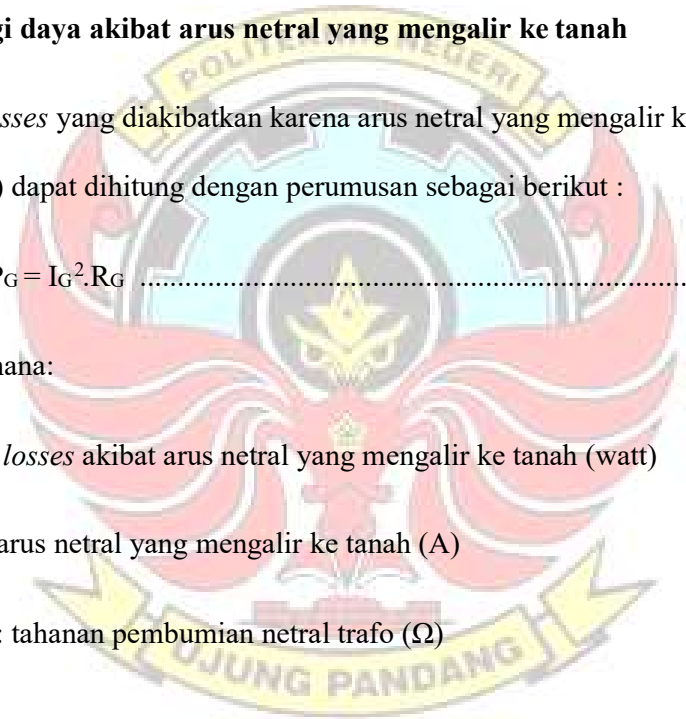 gi daya akibat arus netral yang mengalir ke tanah
POLITEKNIK NEGERI
sses yang diakibatkan karena arus netral yang mengalir k
) dapat dihitung dengan perumusan sebagai berikut :
PG = IG².RG ........................................................................
nana:
losses akibat arus netral yang mengalir ke tanah (watt)
arus netral yang mengalir ke tanah (A)
: tahanan pembumian netral trafo (Ω)
UJUNG PANDANG